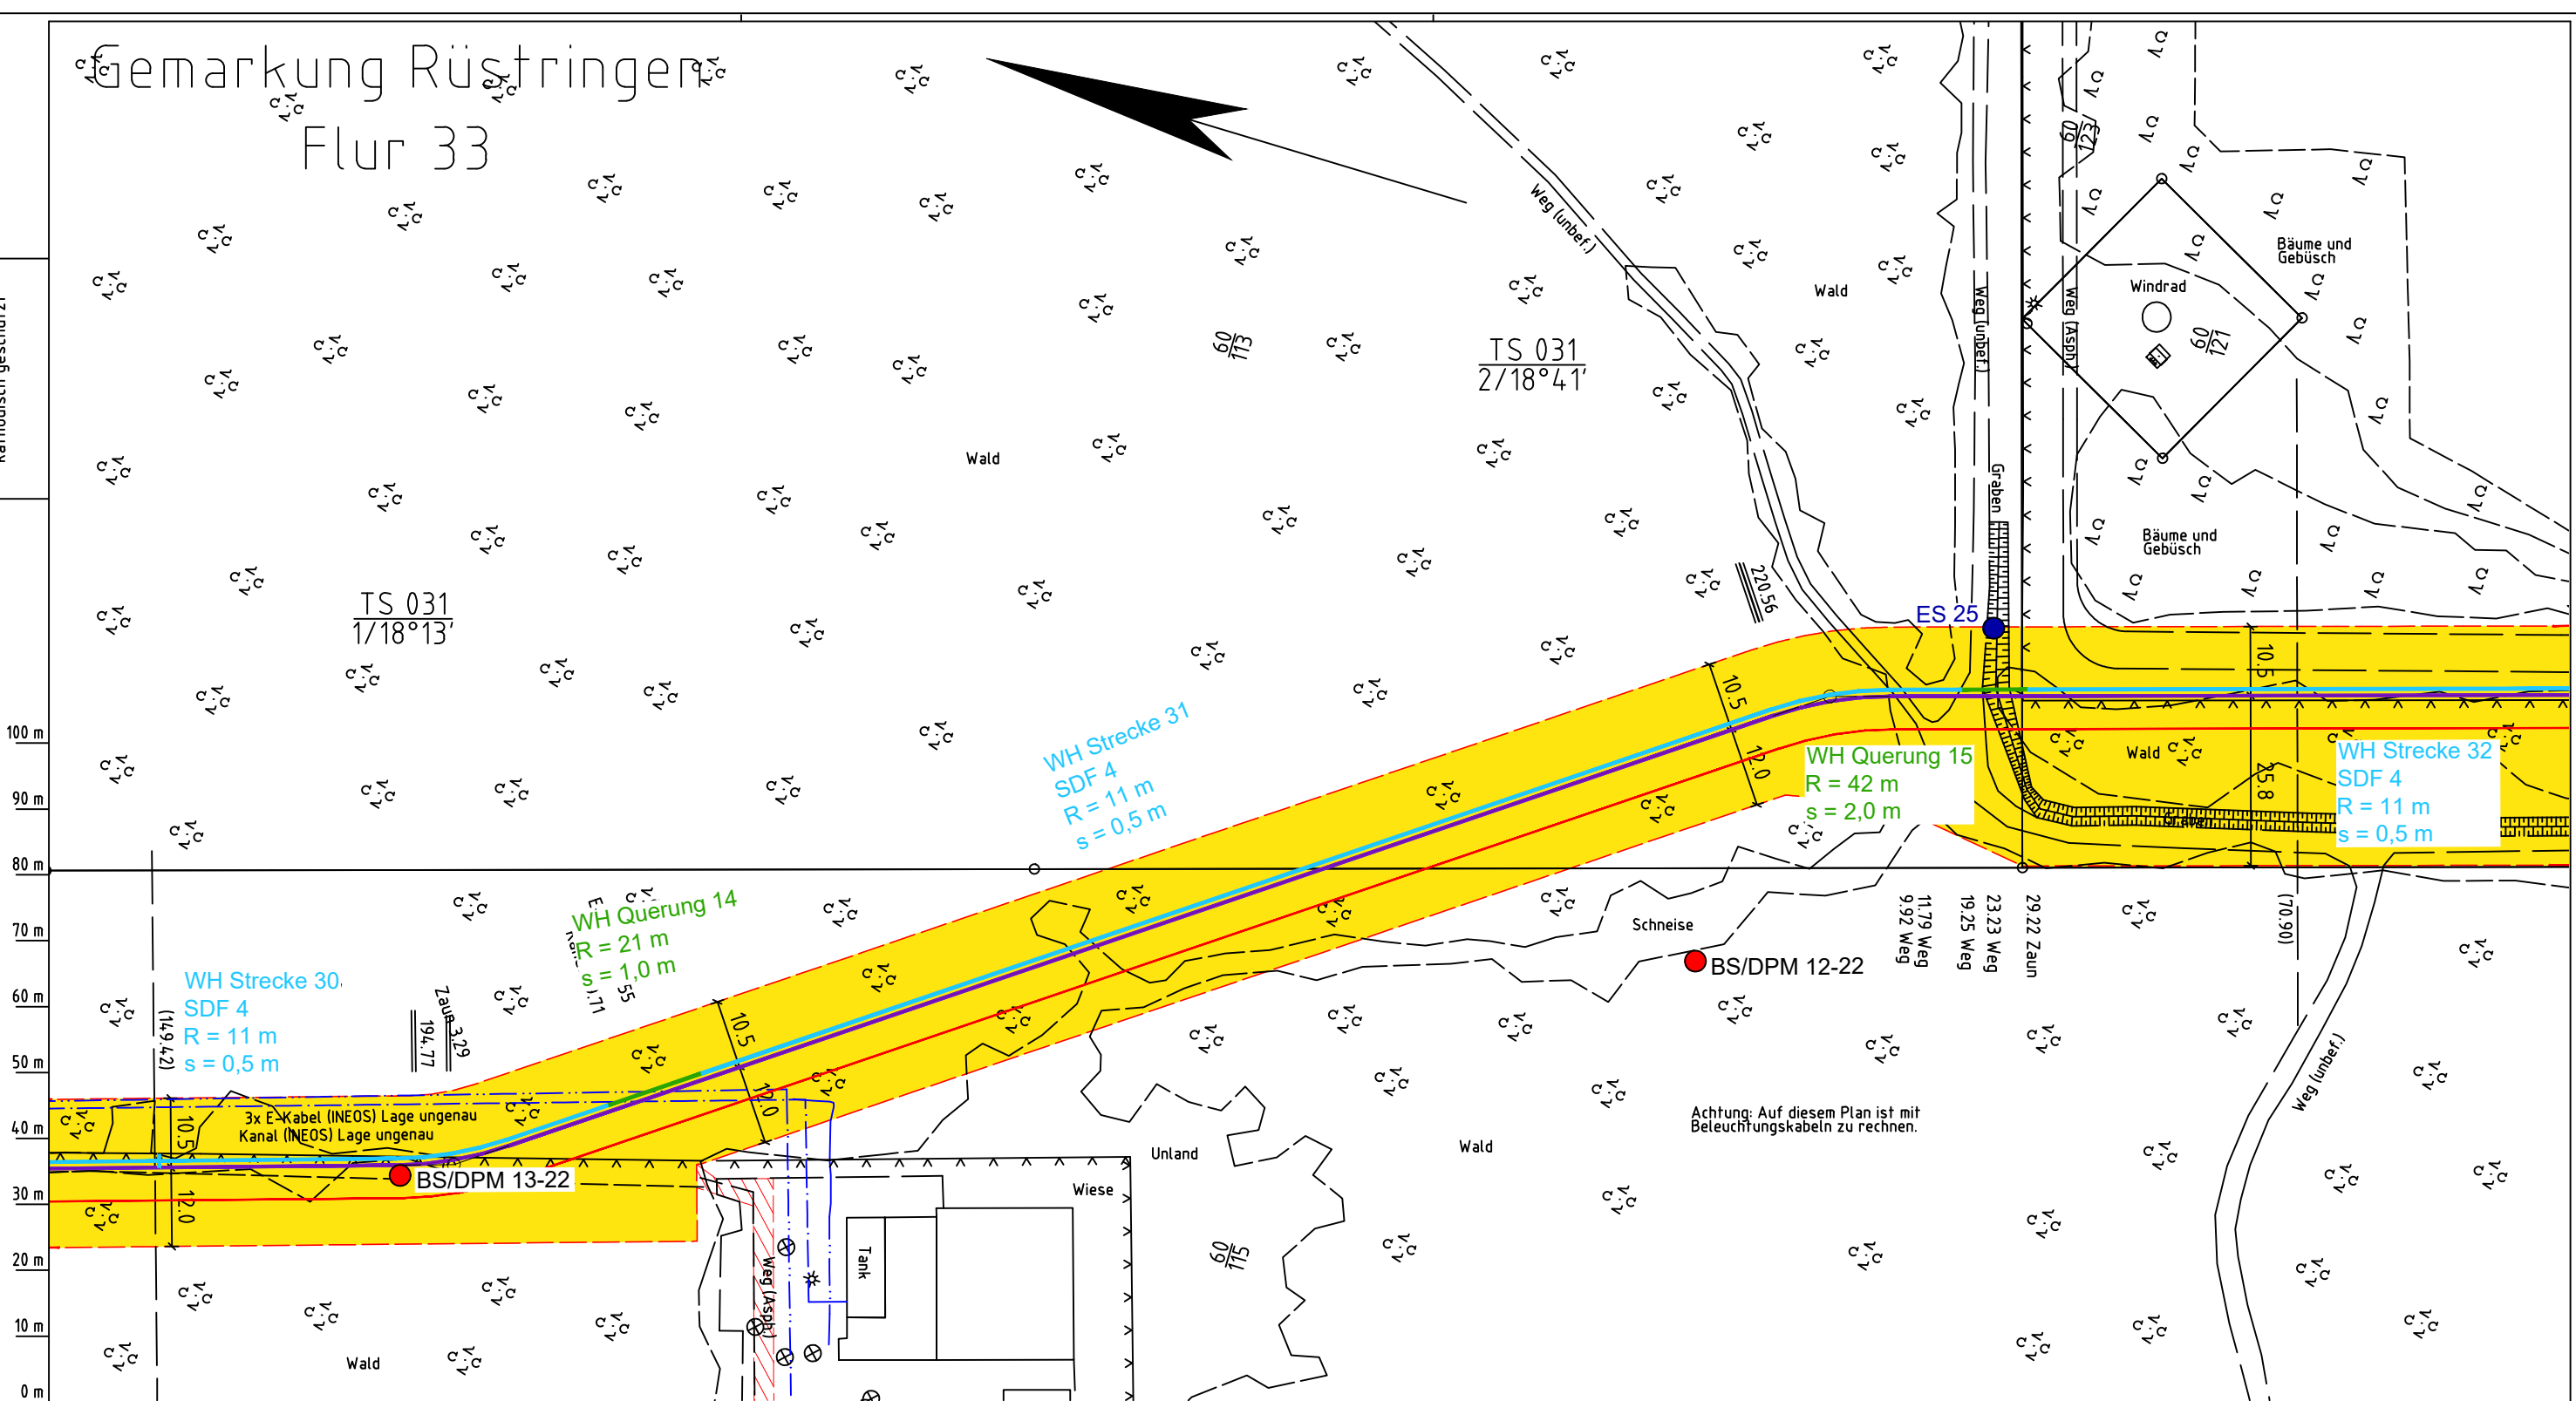 Gemarkung Rüstringen
Flur 33
Weg (unbef.)
Wald
60
113
TS 031
2/18°41'
Weg (unbef.)
Weg (Asph.)
60
123
Bäume und
Gebüsch
Windrad
60
121
Wald
Graben
Bäume und
Gebüsch
TS 031
1/18°13'
220.56
ES 25
10.5
10.5
12.0
25.8
WH Strecke 31
SDF 4
R = 11 m
s = 0,5 m
WH Querung 15
R = 42 m
s = 2,0 m
Wald
WH Strecke 32
SDF 4
R = 11 m
s = 0,5 m
100 m
90 m
80 m
70 m
60 m
50 m
40 m
30 m
20 m
10 m
0 m
WH Querung 14
R = 21 m
s = 1,0 m
55
WH Strecke 30
SDF 4
R = 11 m
s = 0,5 m
(149.42)
Zaun 3.29
194.77
Schneise
BS/DPM 12-22
9.92 Weg
11.79 Weg
19.25 Weg
23.23 Weg
29.22 Zaun
(70.90)
Weg (unbef.)
10.5
12.0
10.5
12.0
3x E-Kabel (INEOS) Lage ungenau
Kanal (INEOS) Lage ungenau
BS/DPM 13-22
Achtung: Auf diesem Plan ist mit
Beleuchtungskabeln zu rechnen.
Unland
Wald
Wiese
Tank
Weg (Asph.)
60
115
Wald